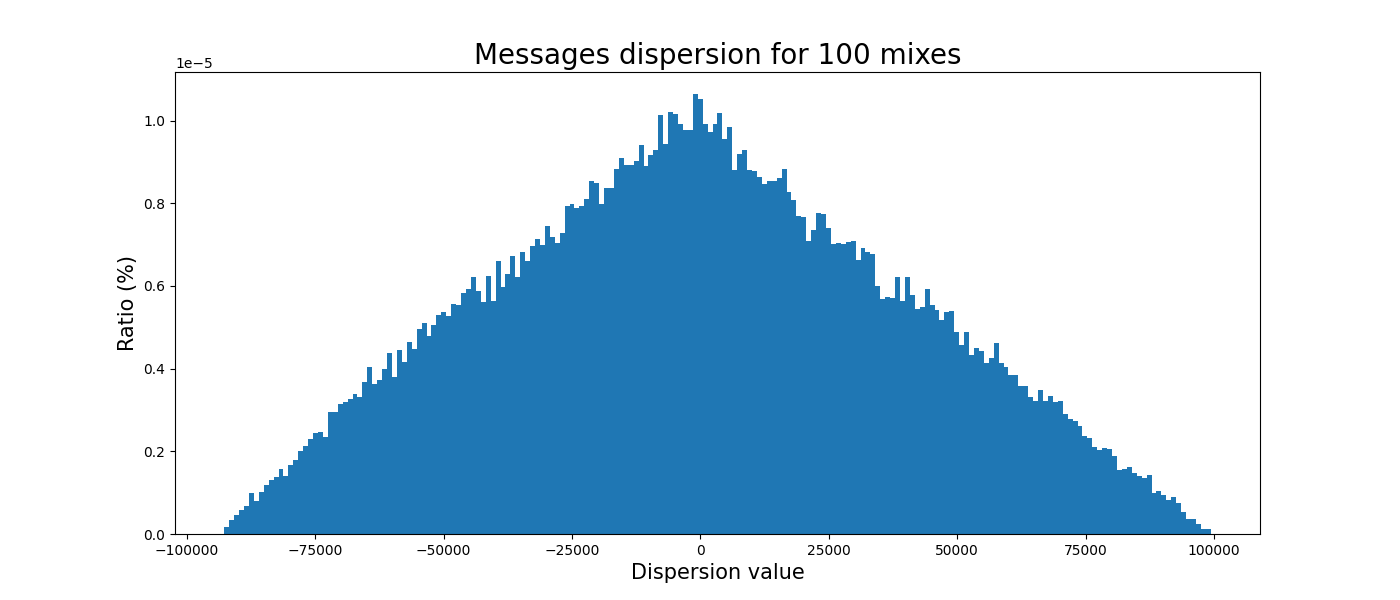 Messages dispersion for 100 mixes
1e−5
1.0
0.8
0.6
0.4
0.2
0.0
Ratio (%)
−100000 −75000 −50000 −25000 0 25000 50000 75000 100000
Dispersion value